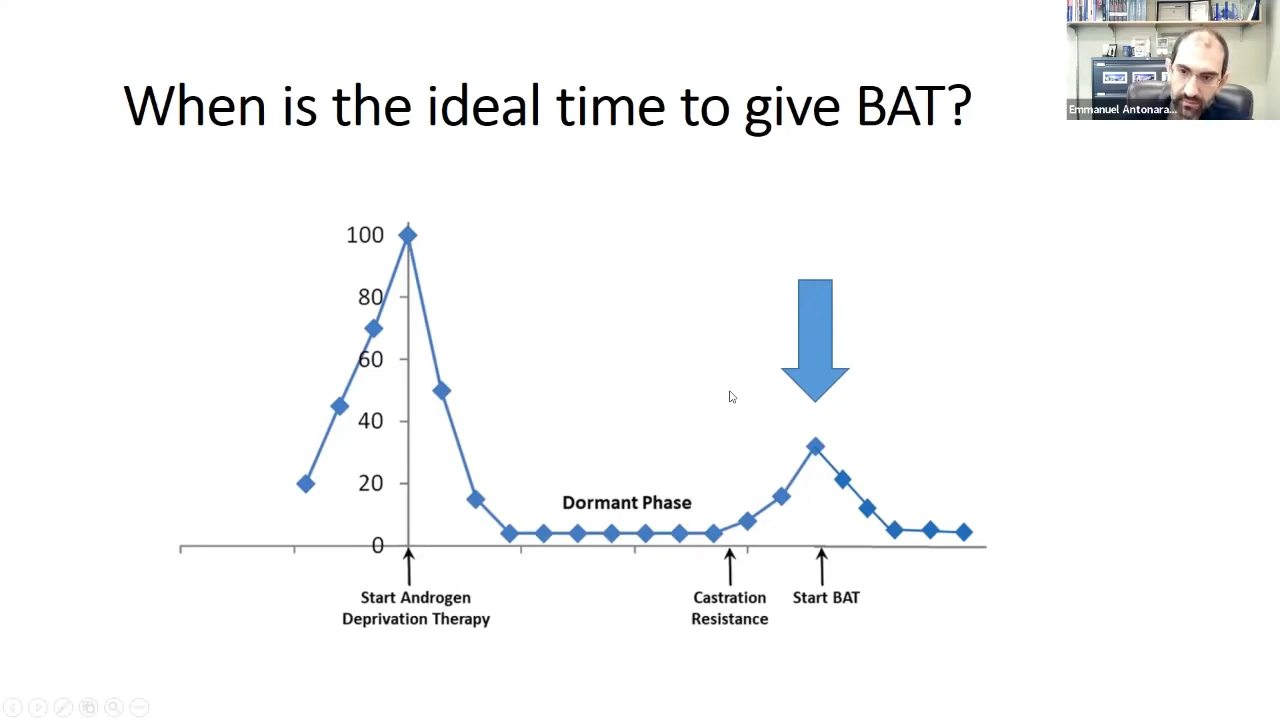 When is the ideal time to give BAT?
Emmanuel Antonara...
100
80
60
40
20
0
Dormant Phase
Start Androgen
Deprivation Therapy
Castration
Resistance
Start BAT